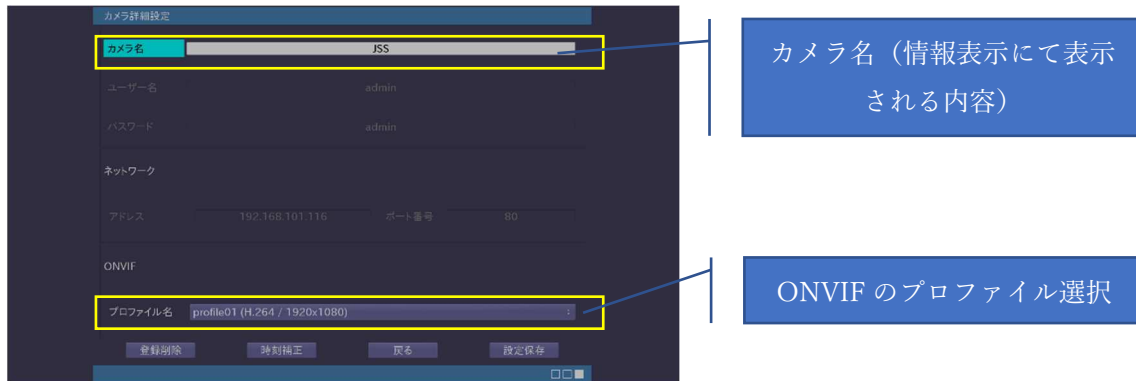 カメラ詳細設定
カメラ名 JSS
ユーザー名 admin
パスワード admin
ネットワーク
アドレス 192.168.101.116 ポート番号 80
ONVIF
プロファイル名 profile01 (H.264 / 1920x1080)
登録削除 時刻補正 戻る 設定保存
カメラ名（情報表示にて表示
される内容）
ONVIF のプロファイル選択